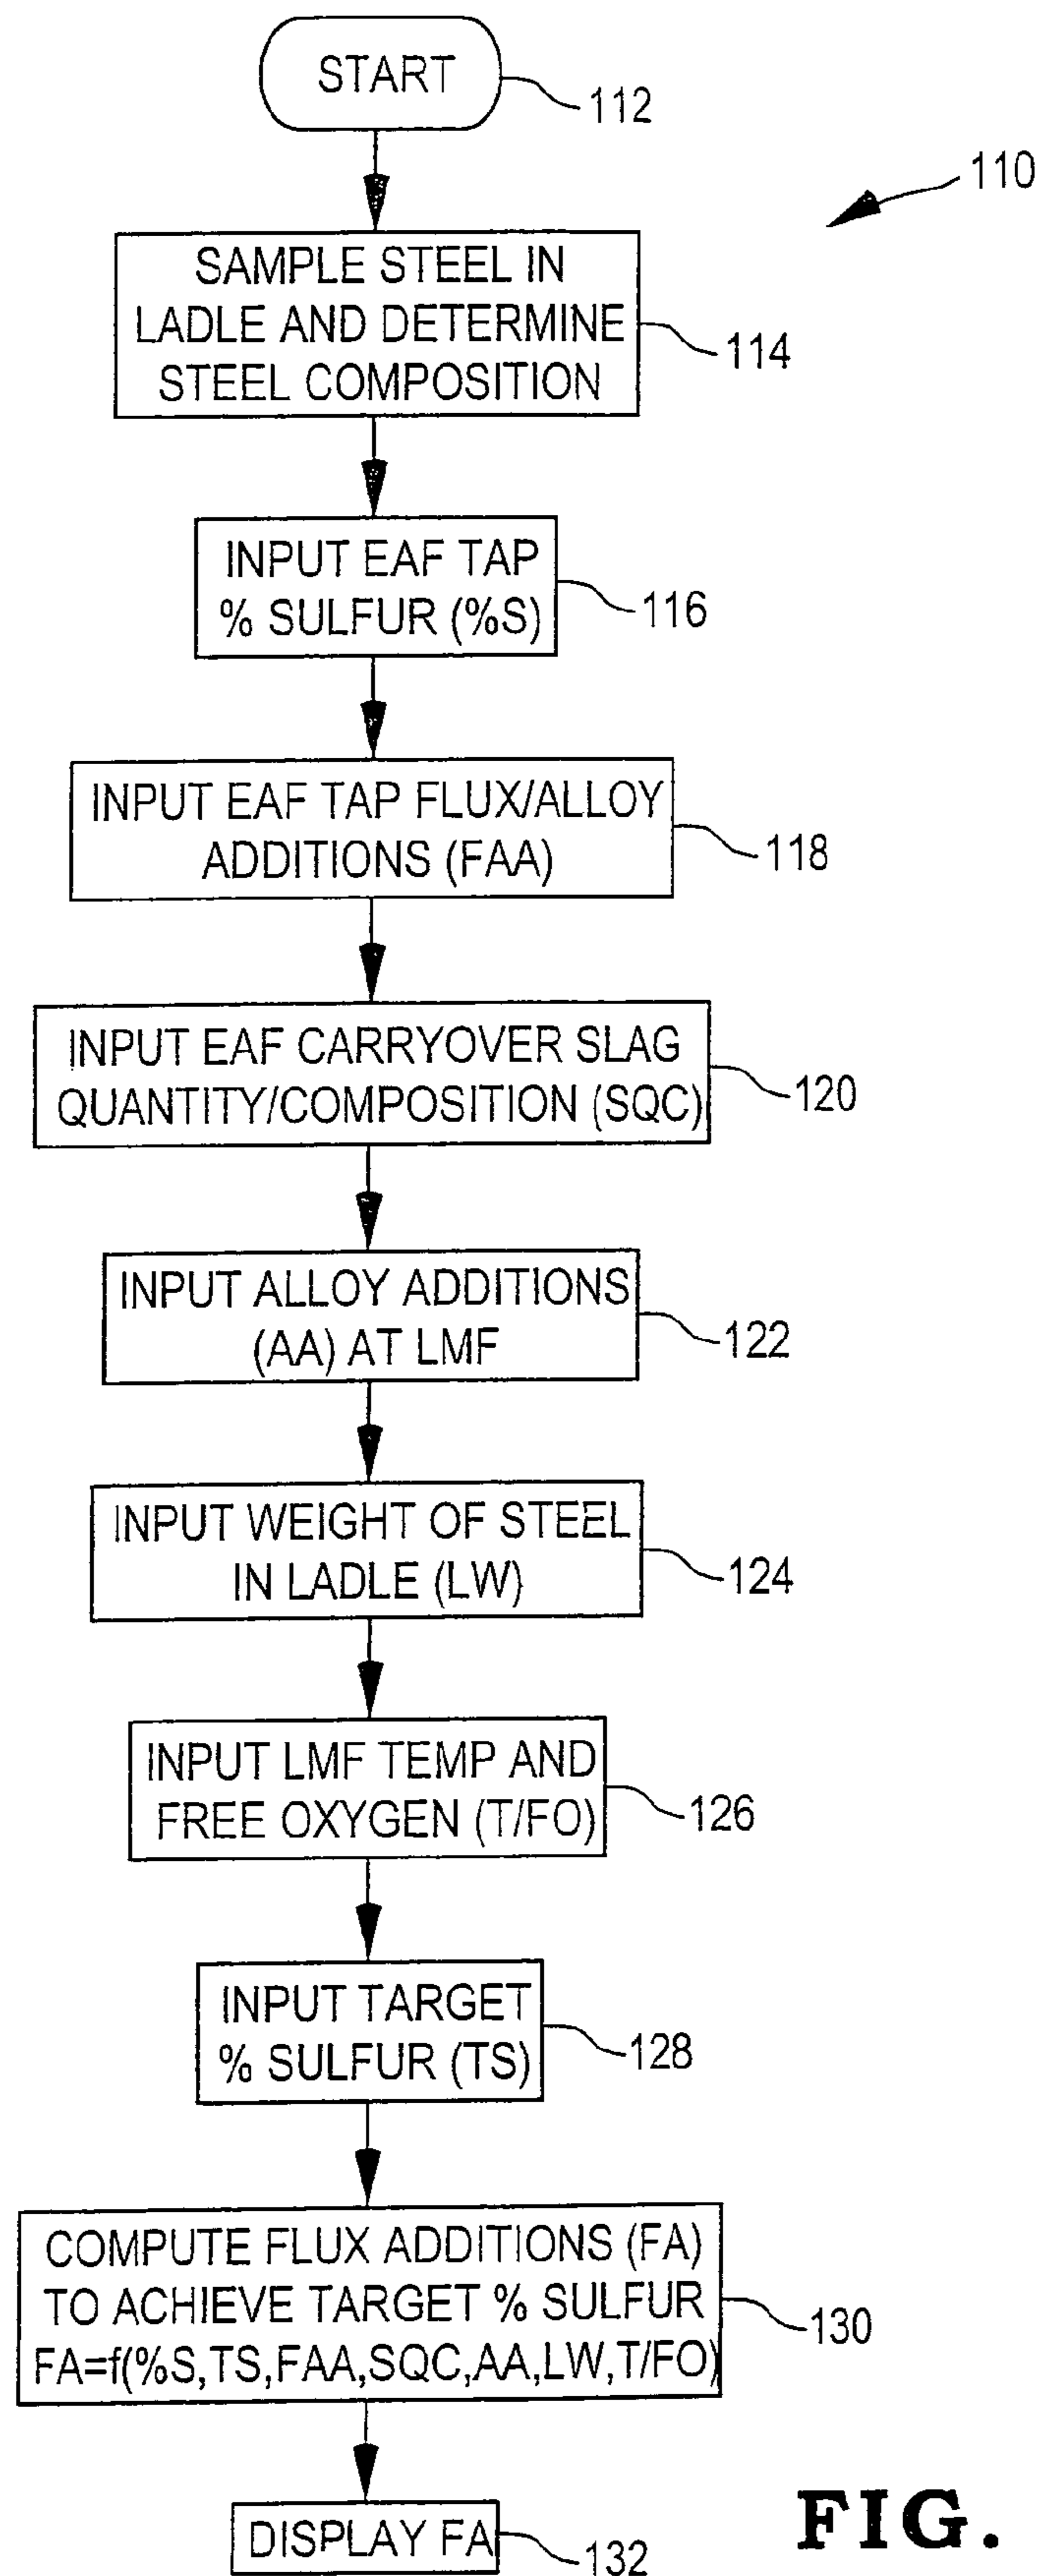 START
112
110
SAMPLE STEEL IN
LADLE AND DETERMINE
STEEL COMPOSITION
114
INPUT EAF TAP
% SULFUR (%S)
116
INPUT EAF TAP FLUX/ALLOY
ADDITIONS (FAA)
118
INPUT EAF CARRYOVER SLAG
QUANTITY/COMPOSITION (SQC)
120
INPUT ALLOY ADDITIONS
(AA) AT LMF
122
INPUT WEIGHT OF STEEL
IN LADLE (LW)
124
INPUT LMF TEMP AND
FREE OXYGEN (T/FO)
126
INPUT TARGET
% SULFUR (TS)
128
COMPUTE FLUX ADDITIONS (FA)
TO ACHIEVE TARGET % SULFUR
FA=f(%S,TS,FAA,SQC,AA,LW,T/FO)
130
DISPLAY FA
132
FIG.